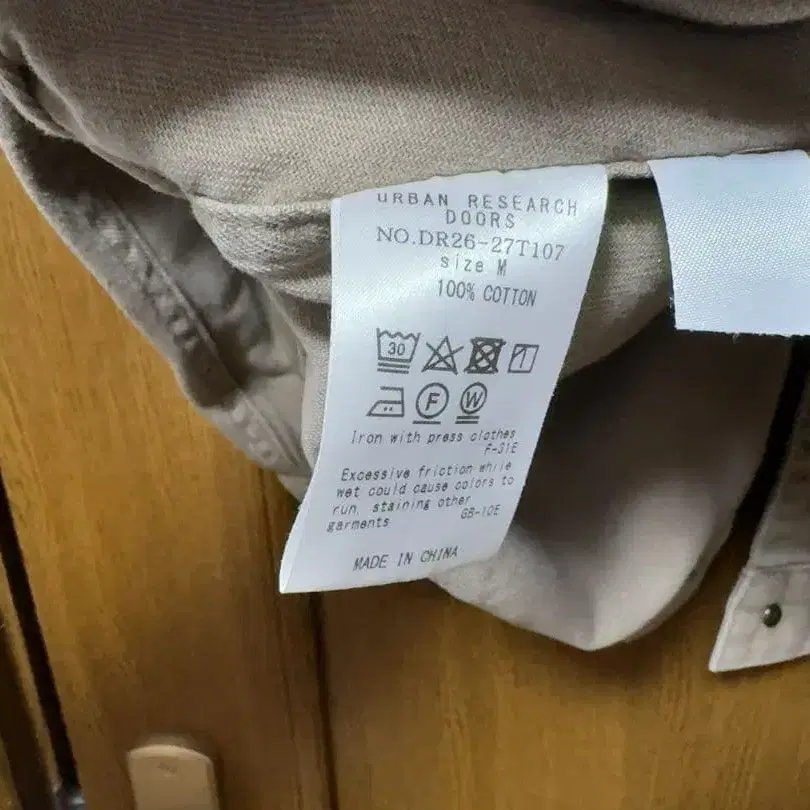 URBAN RESEARCH
DOORS
NO.DR26-27T107
size M
100% COTTON
30
F W
Iron with press clothes
F-31E
Excessive friction while
wet could cause colors to
run, staining other
garments
GB-10E
MADE IN CHINA